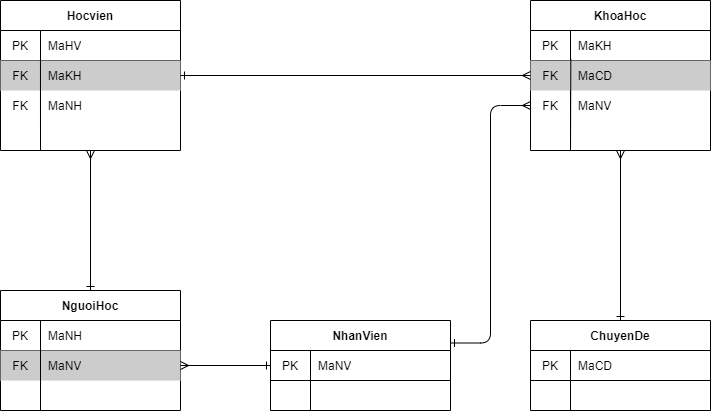 Hocvien
PK MaHV
FK MaKH
FK MaNH
KhoaHoc
PK MaKH
FK MaCD
FK MaNV
NguoiHoc
PK MaNH
FK MaNV
NhanVien
PK MaNV
ChuyenDe
PK MaCD